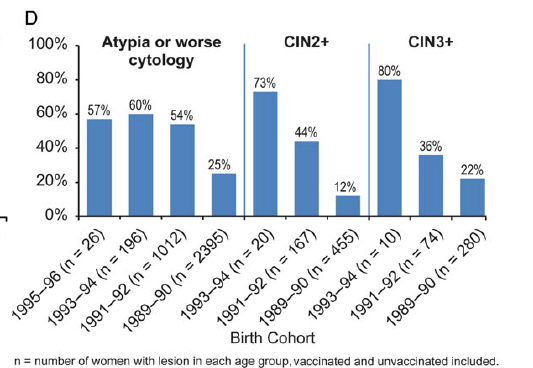 D
100%
80%
60%
40%
20%
0%
Atypia or worse
cytology
CIN2+
CIN3+
57%
60%
54%
25%
73%
44%
12%
80%
36%
22%
1995–96 (n = 26)
1993–94 (n = 196)
1991–92 (n = 1012)
1989–90 (n = 2395)
1993–94 (n = 20)
1991–92 (n = 167)
1989–90 (n = 455)
1993–94 (n = 10)
1991–92 (n = 74)
1989–90 (n = 280)
Birth Cohort
n = number of women with lesion in each age group, vaccinated and unvaccinated included.